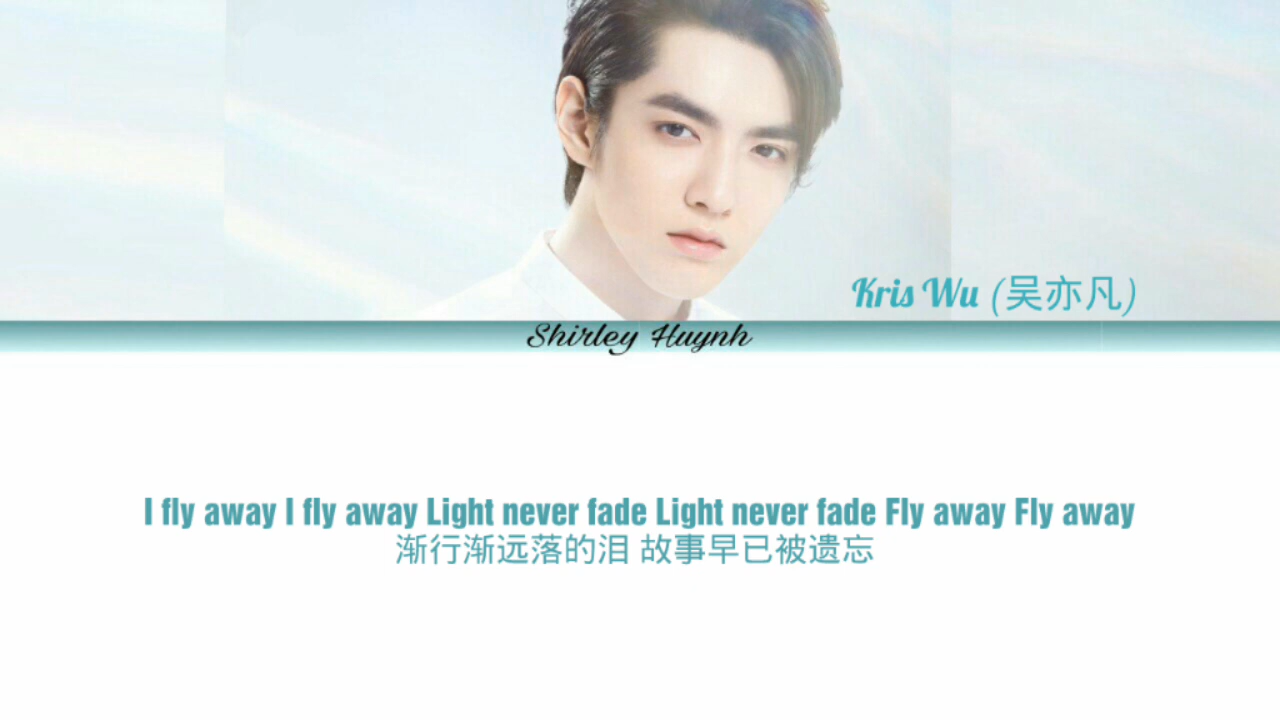 Kris Wu (吴亦凡)
Shirley Huynh
I fly away I fly away Light never fade Light never fade Fly away Fly away
渐行渐远落的泪 故事早已被遗忘